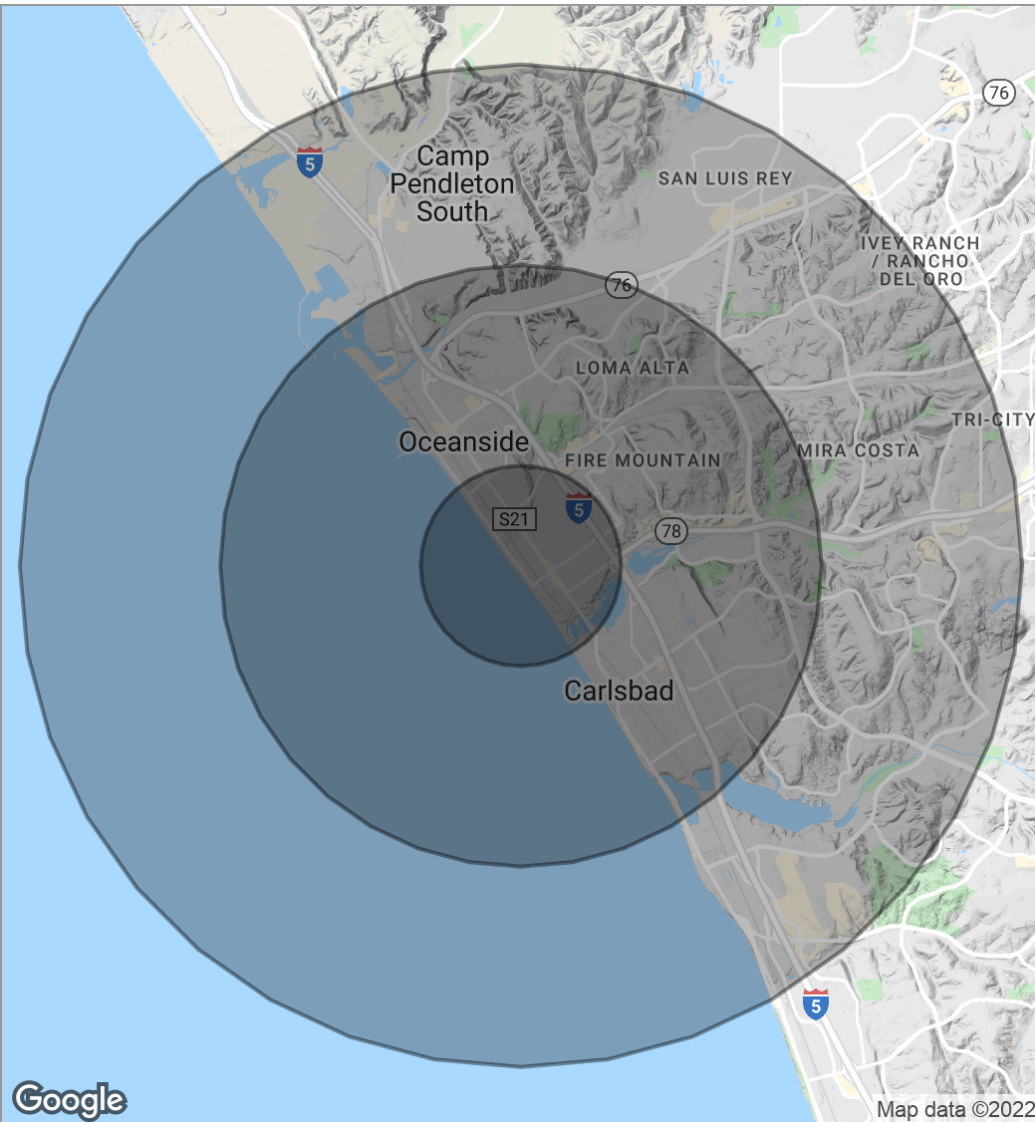 76
5
Camp
Pendleton
South
SAN LUIS REY
IVEY RANCH
/ RANCHO
DEL ORO
76
LOMA ALTA
TRI-CITY
Oceanside
MIRA COSTA
FIRE MOUNTAIN
5
S21
78
Carlsbad
5
Google
Map data ©2022